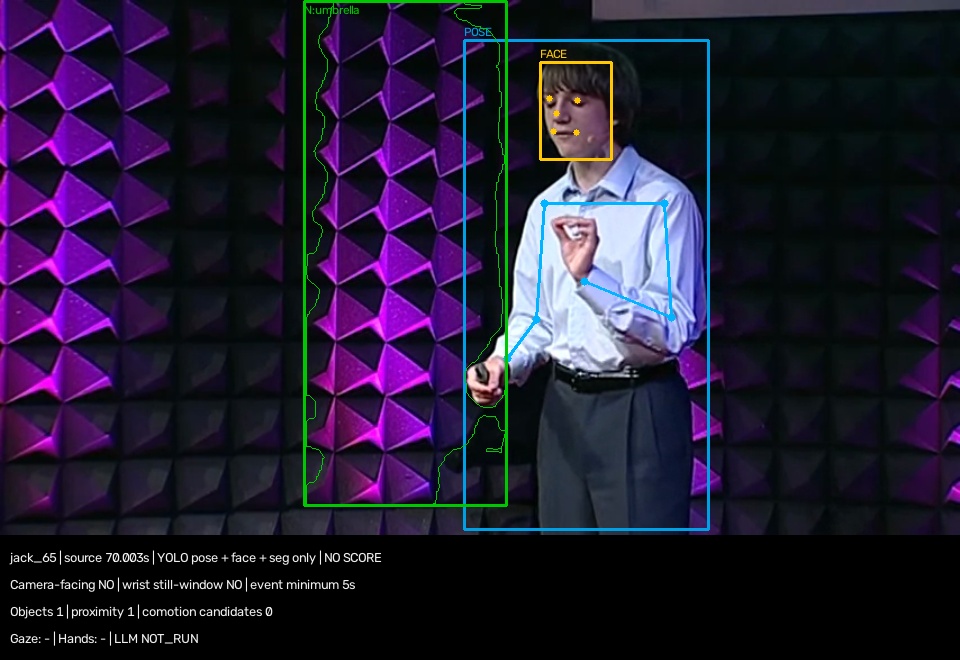 N:umbrella
POSE
FACE
jack_65 | source 70.003s | YOLO pose + face + seg only | NO SCORE
Camera-facing NO | wrist still-window NO | event minimum 5s
Objects 1 | proximity 1 | comotion candidates 0
Gaze: - | Hands: - | LLM NOT_RUN